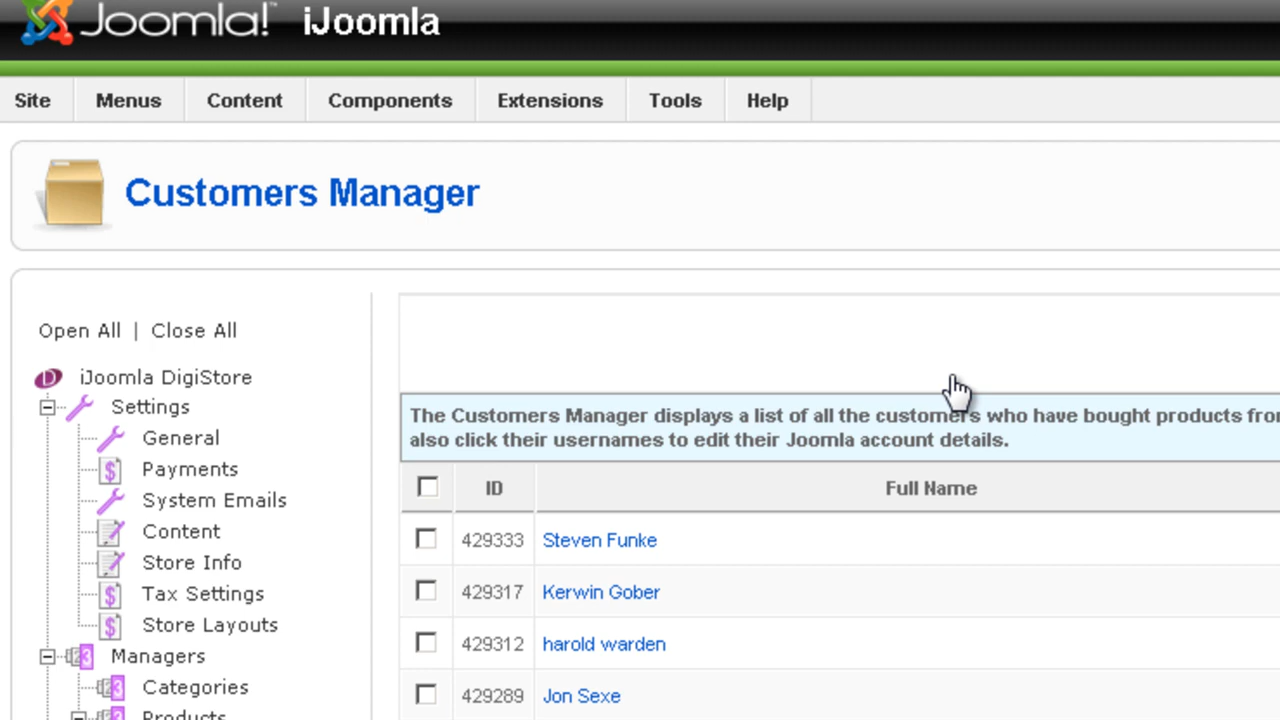 Joomla! iJoomla
Site Menus Content Components Extensions Tools Help
Customers Manager
Open All | Close All
iJoomla DigiStore
Settings
General
Payments
System Emails
Content
Store Info
Tax Settings
Store Layouts
Managers
Categories
Products
The Customers Manager displays a list of all the customers who have bought products from
also click their usernames to edit their Joomla account details.
ID Full Name
429333 Steven Funke
429317 Kerwin Gober
429312 harold warden
429289 Jon Sexe